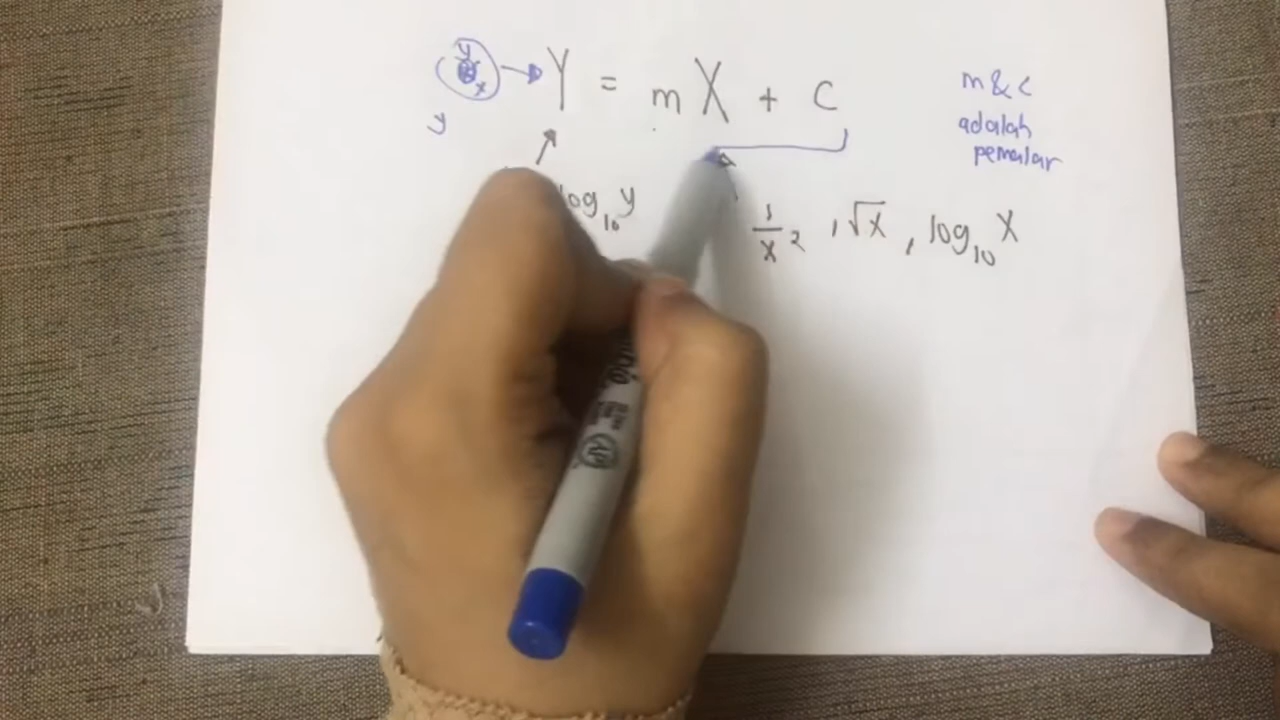 Y = mX + C
m & C
adalah
pemalar
y
log₁₀ y
1/x², √x, log₁₀ x